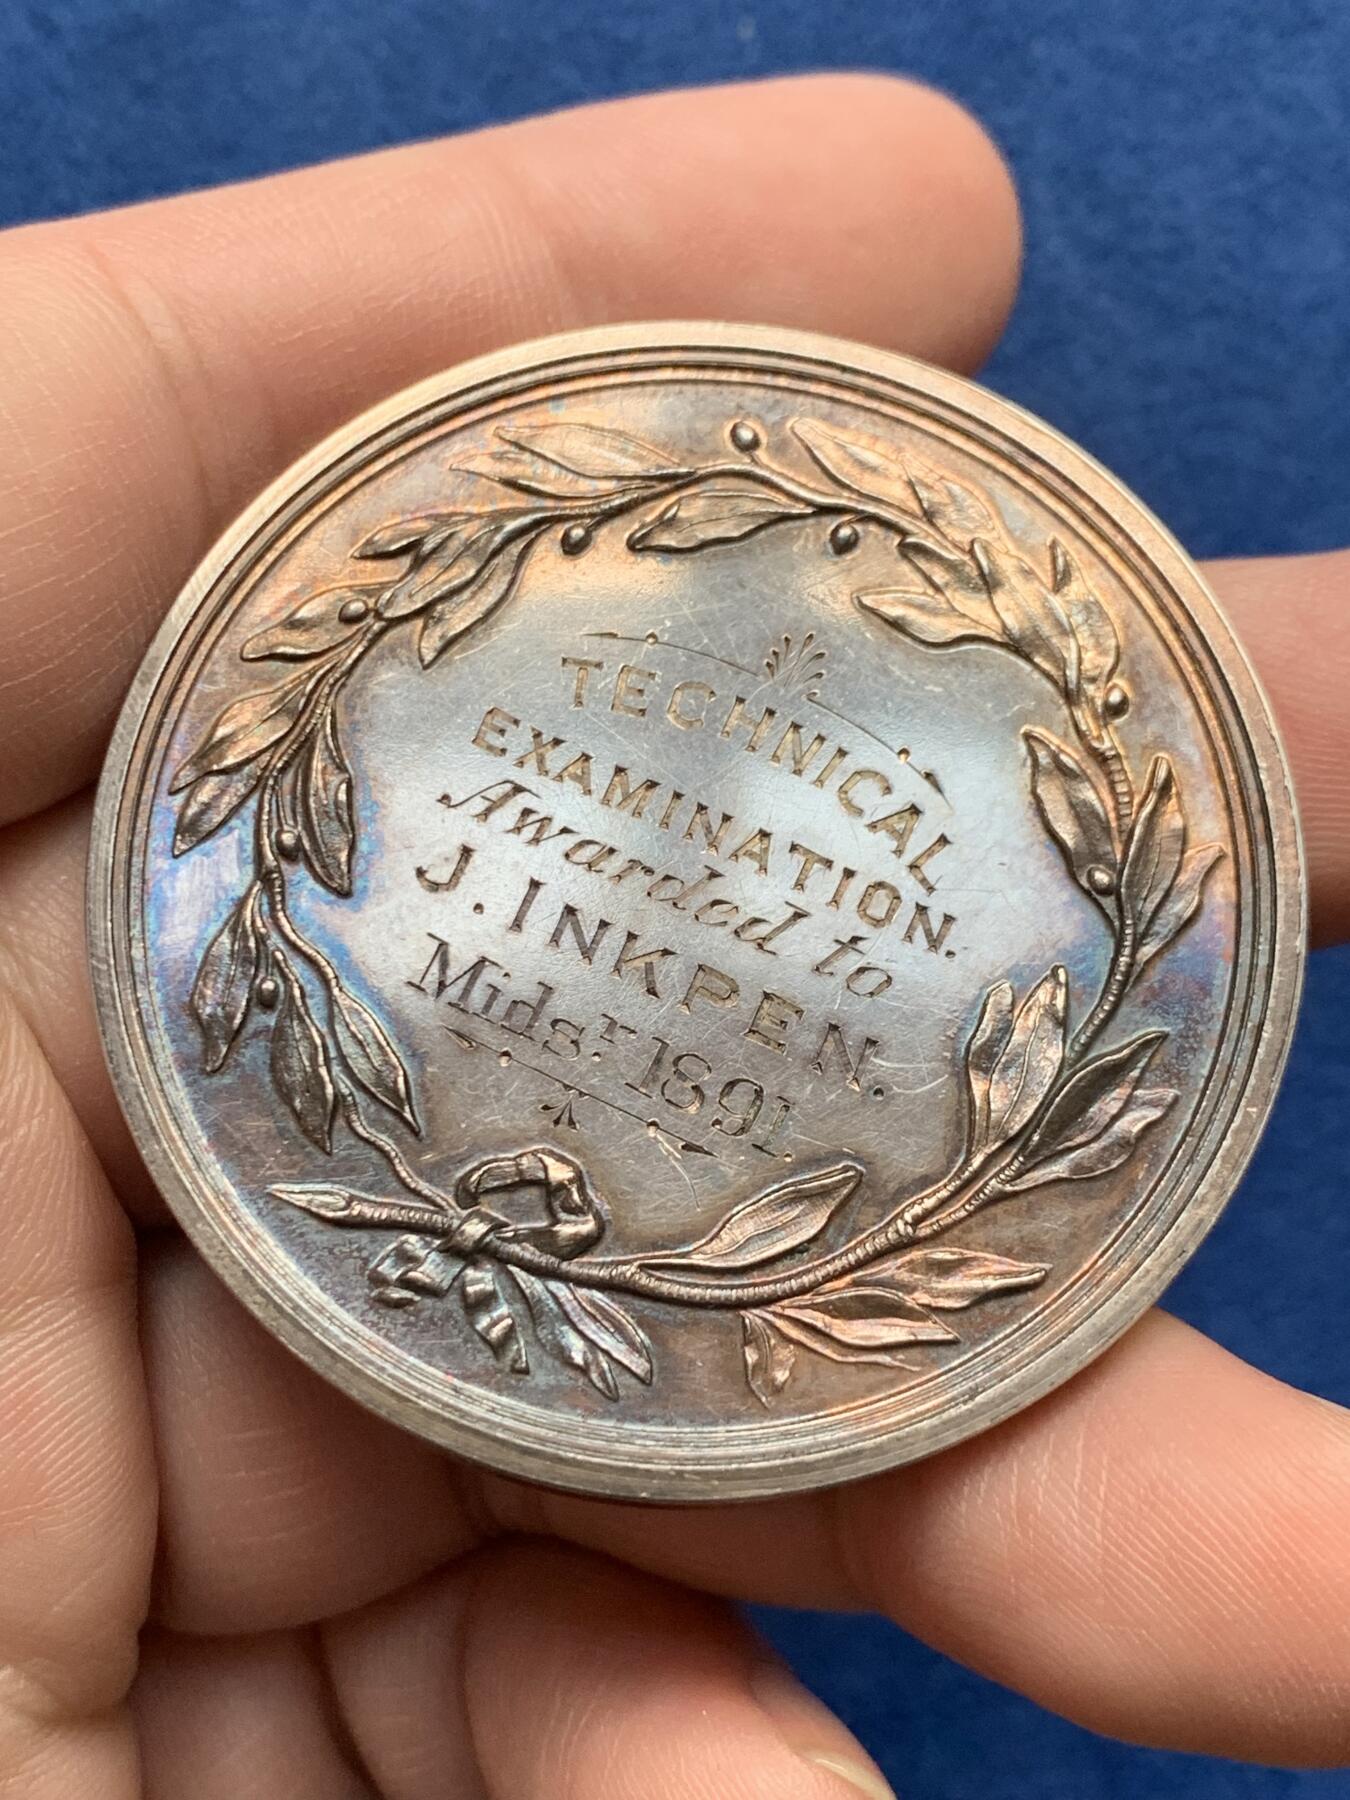 TECHNICAL
EXAMINATION.
Awarded to
J. INKPEN.
Midsr. 1891.